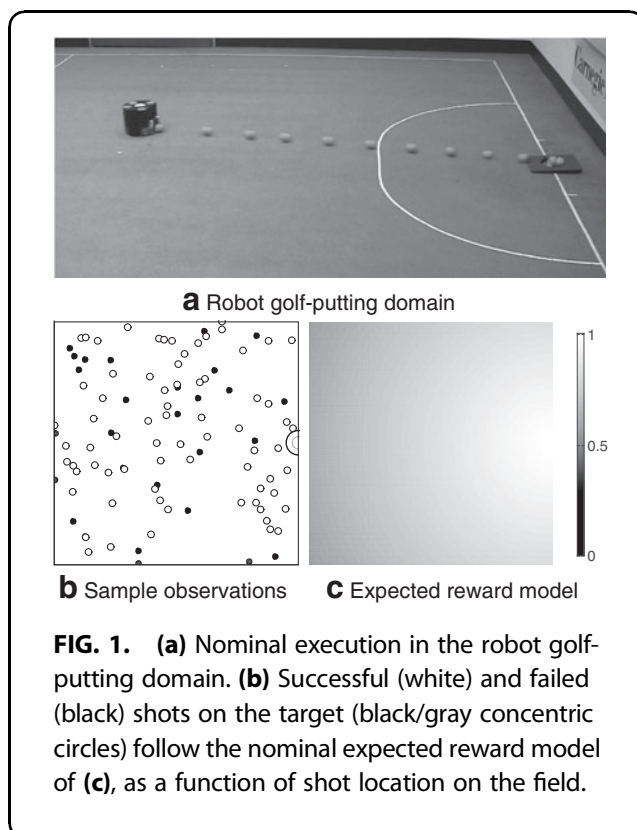 Carnegie
a Robot golf-putting domain
1
0.5
0
b Sample observations
c Expected reward model
FIG. 1. (a) Nominal execution in the robot golf-
putting domain. (b) Successful (white) and failed
(black) shots on the target (black/gray concentric
circles) follow the nominal expected reward model
of (c), as a function of shot location on the field.